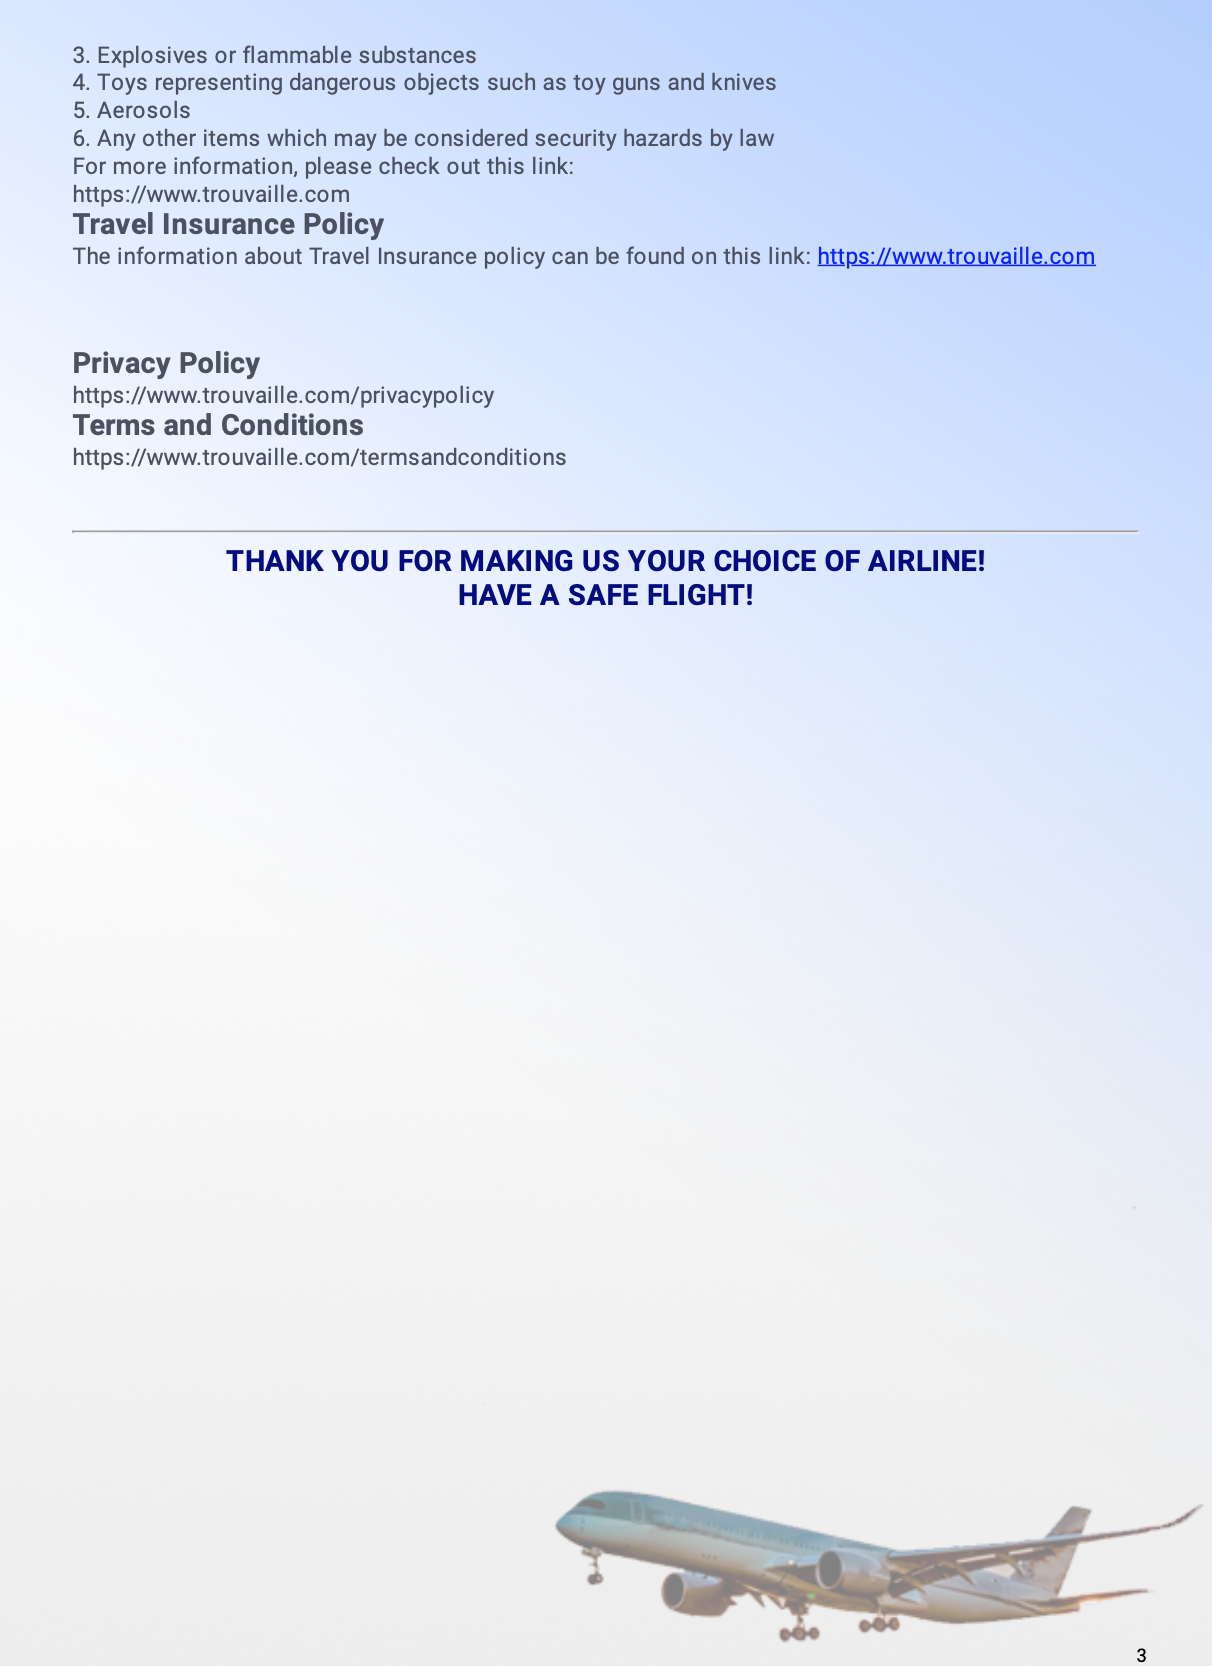 3. Explosives or flammable substances
4. Toys representing dangerous objects such as toy guns and knives
5. Aerosols
6. Any other items which may be considered security hazards by law
For more information, please check out this link:
https://www.trouvaille.com
Travel Insurance Policy
The information about Travel Insurance policy can be found on this link: https://www.trouvaille.com
Privacy Policy
https://www.trouvaille.com/privacypolicy
Terms and Conditions
https://www.trouvaille.com/termsandconditions
THANK YOU FOR MAKING US YOUR CHOICE OF AIRLINE!
HAVE A SAFE FLIGHT!
3